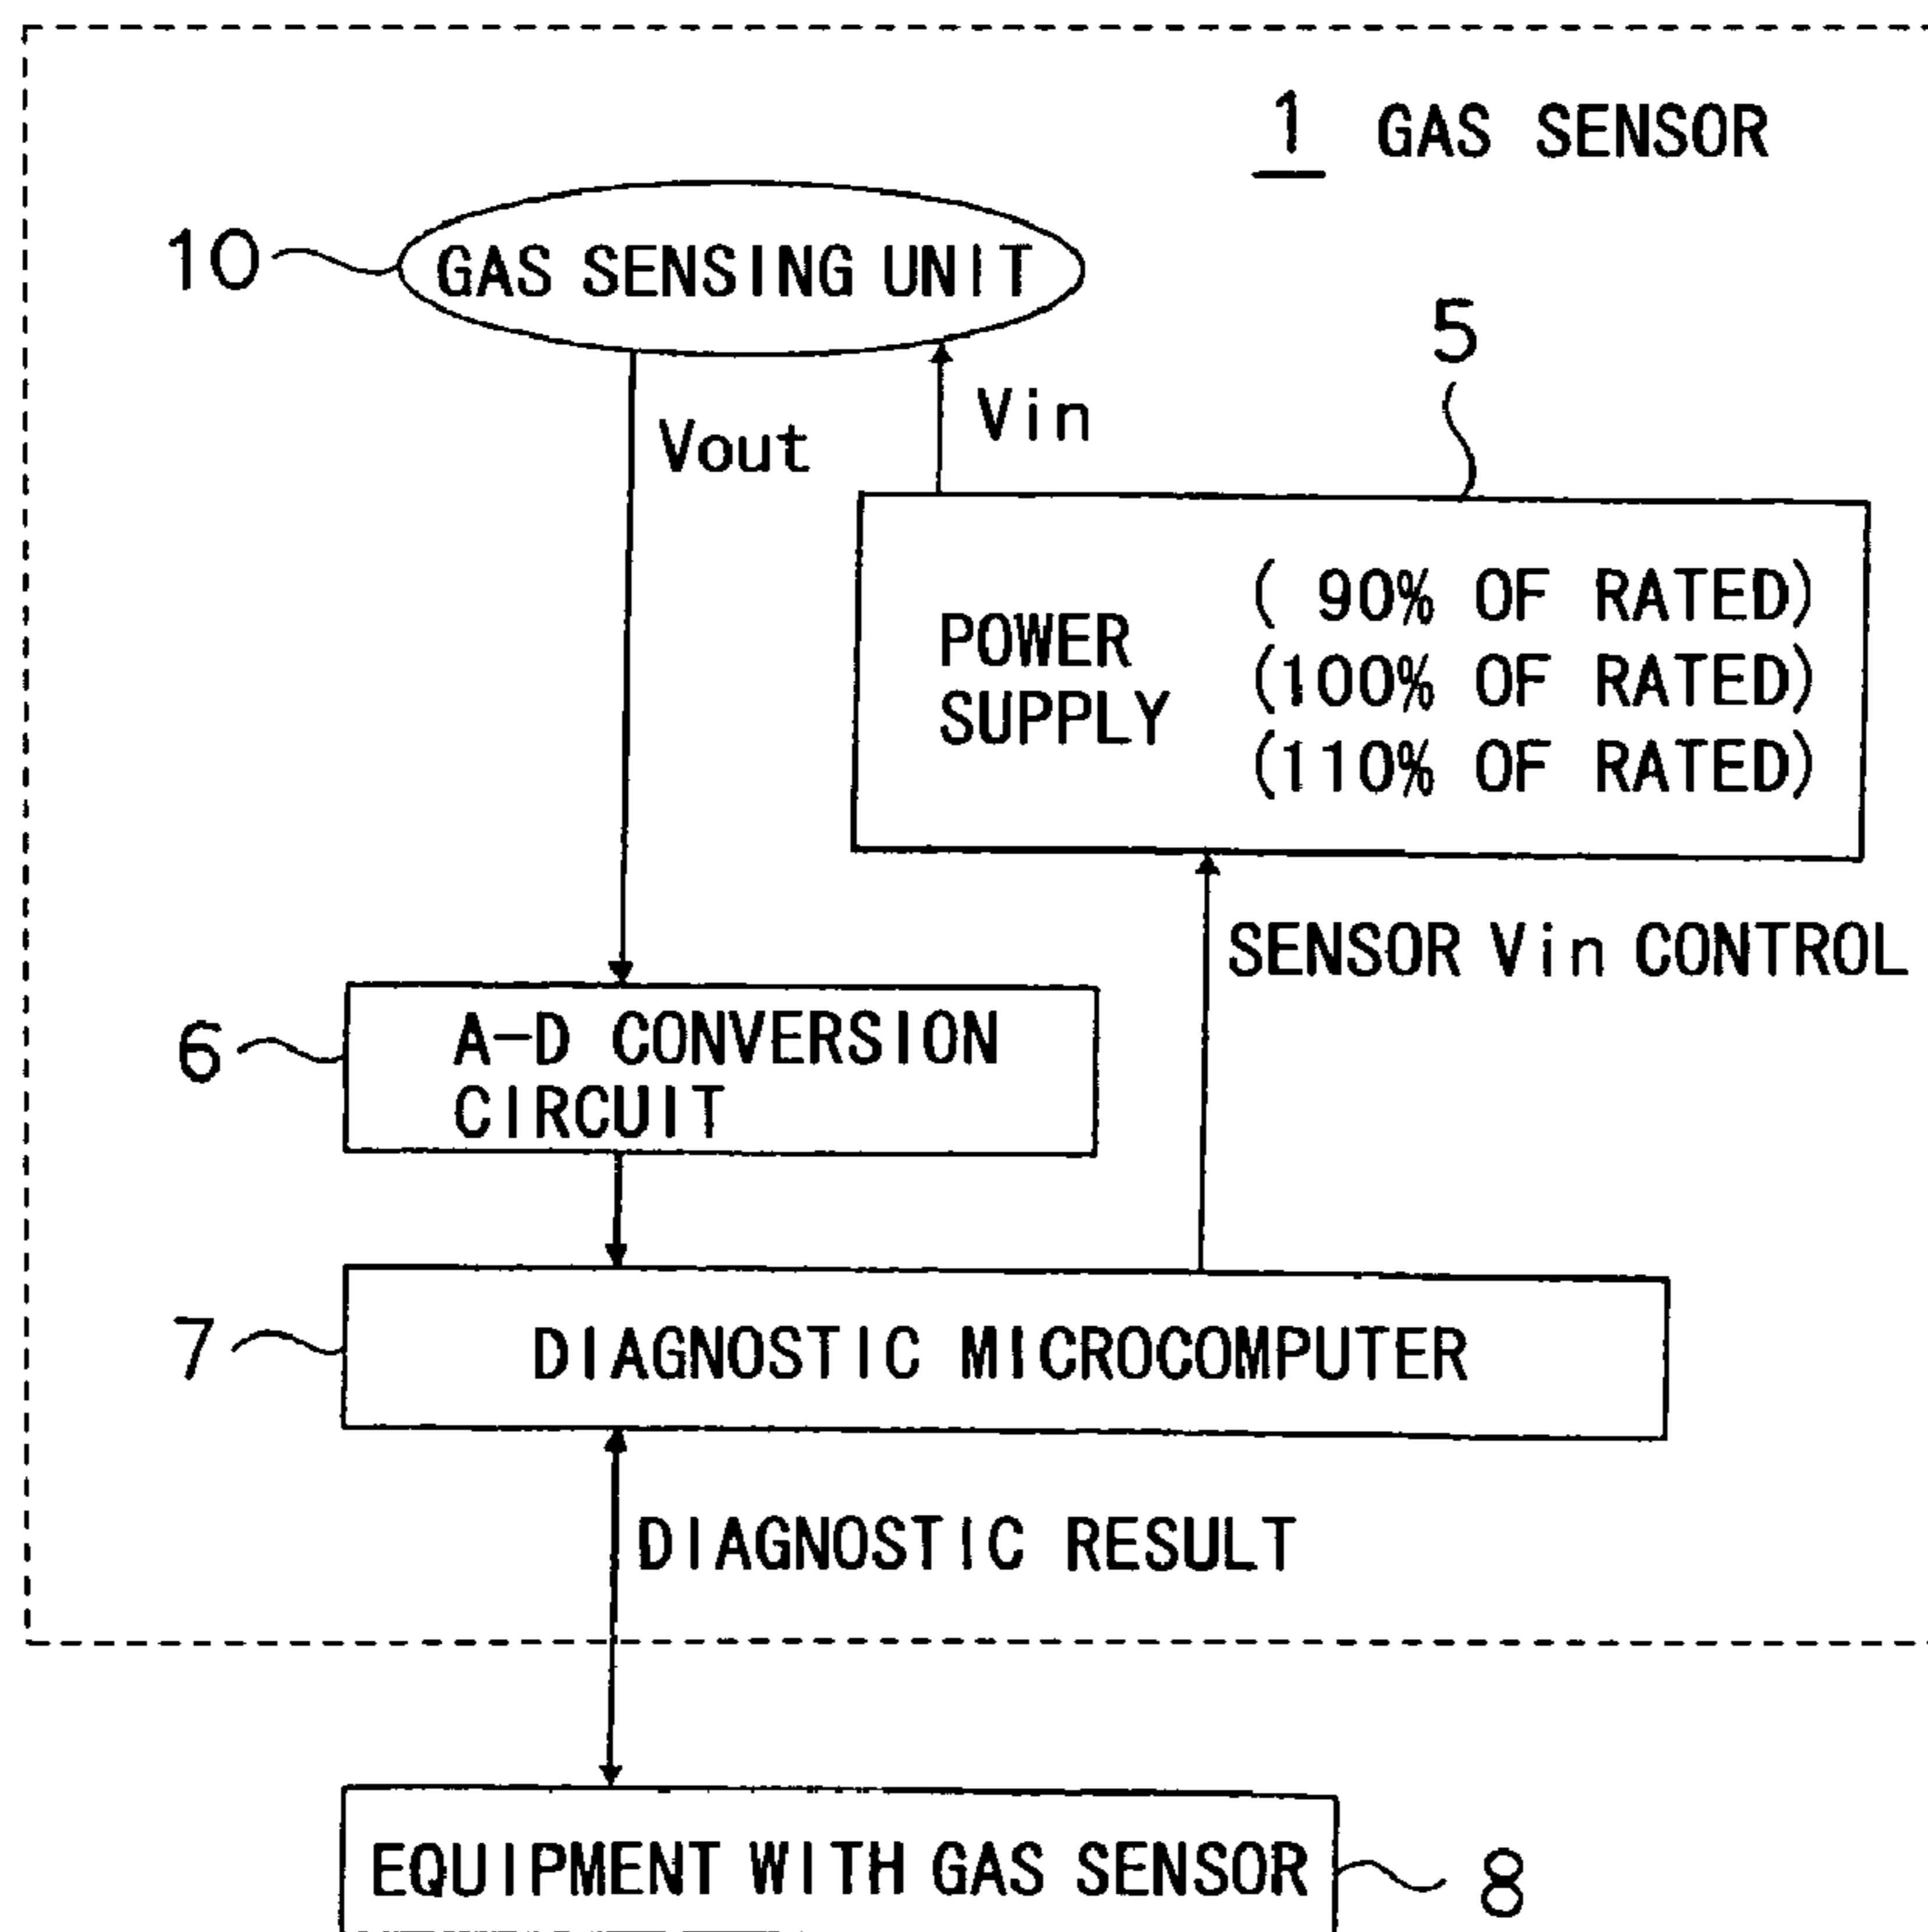 1 GAS SENSOR
10
GAS SENSING UNIT
5
Vin
Vout
POWER
SUPPLY
( 90% OF RATED)
(100% OF RATED)
(110% OF RATED)
SENSOR Vin CONTROL
6
A-D CONVERSION
CIRCUIT
7
DIAGNOSTIC MICROCOMPUTER
DIAGNOSTIC RESULT
EQUIPMENT WITH GAS SENSOR
8